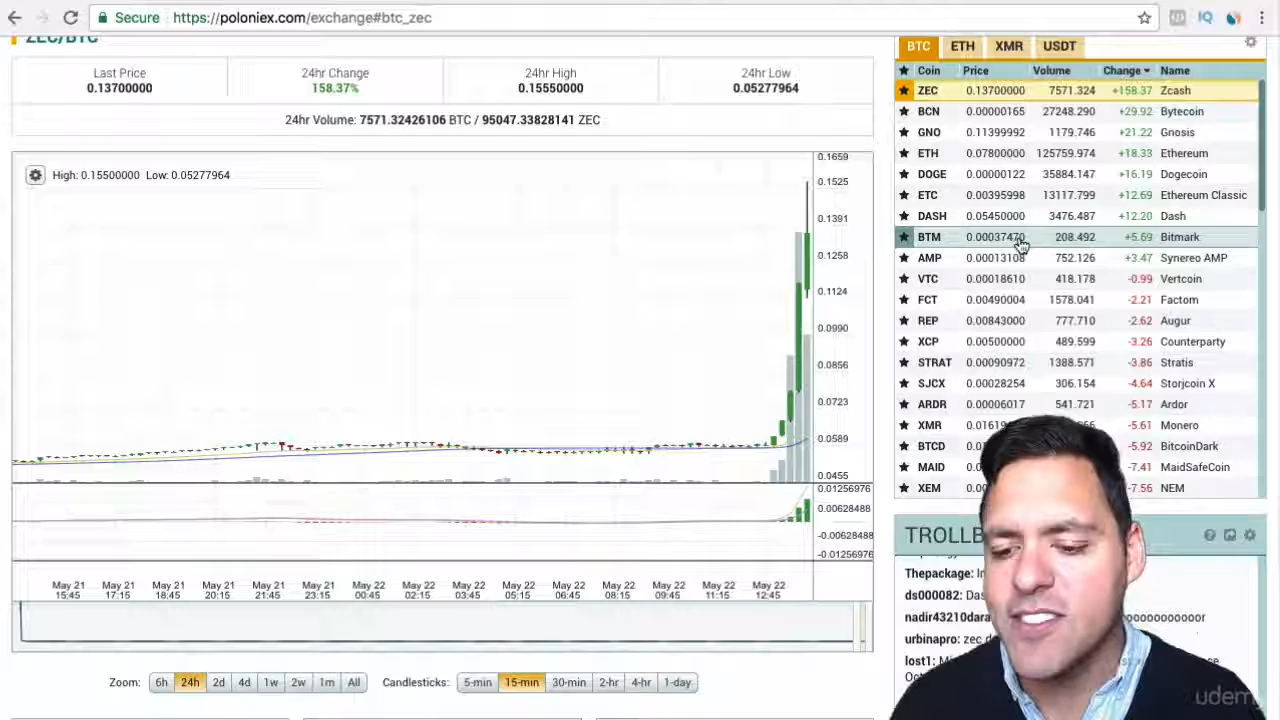 Secure https://poloniex.com/exchange#btc_zec
ZEC/BTC
Last Price 24hr Change 24hr High 24hr Low
0.13700000 158.37% 0.15550000 0.05277964
24hr Volume: 7571.32426106 BTC / 95047.33828141 ZEC
High: 0.15500000 Low: 0.05277964
0.1659
0.1525
0.1391
0.1258
0.1124
0.0990
0.0856
0.0723
0.0589
0.0455
0.01256976
0.00628488
-0.00628488
-0.01256976
May 21 May 21 May 21 May 21 May 21 May 21 May 22 May 22 May 22 May 22 May 22 May 22 May 22 May 22 May 22
15:45 17:15 18:45 20:15 21:45 23:15 00:45 02:15 03:45 05:15 06:45 08:15 09:45 11:15 12:45
Zoom: 6h 24h 2d 4d 1w 2w 1m All Candlesticks: 5-min 15-min 30-min 2-hr 4-hr 1-day
BTC ETH XMR USDT
Coin Price Volume Change Name
ZEC 0.13700000 7571.324 +158.37 Zcash
BCN 0.00000165 27248.290 +29.92 Bytecoin
GNO 0.11399992 1179.746 +21.22 Gnosis
ETH 0.07800000 125759.974 +18.33 Ethereum
DOGE 0.00000122 35884.147 +16.19 Dogecoin
ETC 0.00395998 13117.799 +12.69 Ethereum Classic
DASH 0.05450000 3476.487 +12.20 Dash
BTM 0.00037470 208.492 +5.69 Bitmark
AMP 0.00013108 752.126 +3.47 Synereo AMP
VTC 0.00018610 418.178 -0.99 Vertcoin
FCT 0.00490004 1578.041 -2.21 Factom
REP 0.00843000 777.710 -2.62 Augur
XCP 0.00500000 489.599 -3.26 Counterparty
STRAT 0.00090972 1388.571 -3.86 Stratis
SJCX 0.00028254 306.154 -4.64 Storjcoin X
ARDR 0.00006017 541.721 -5.17 Ardor
XMR -5.61 Monero
BTCD -5.92 BitcoinDark
MAID -7.41 MaidSafeCoin
XEM -7.56 NEM
Thepackage:
ds000082:
nadir43210dara
urbinapro: zec
lost1:
udemy